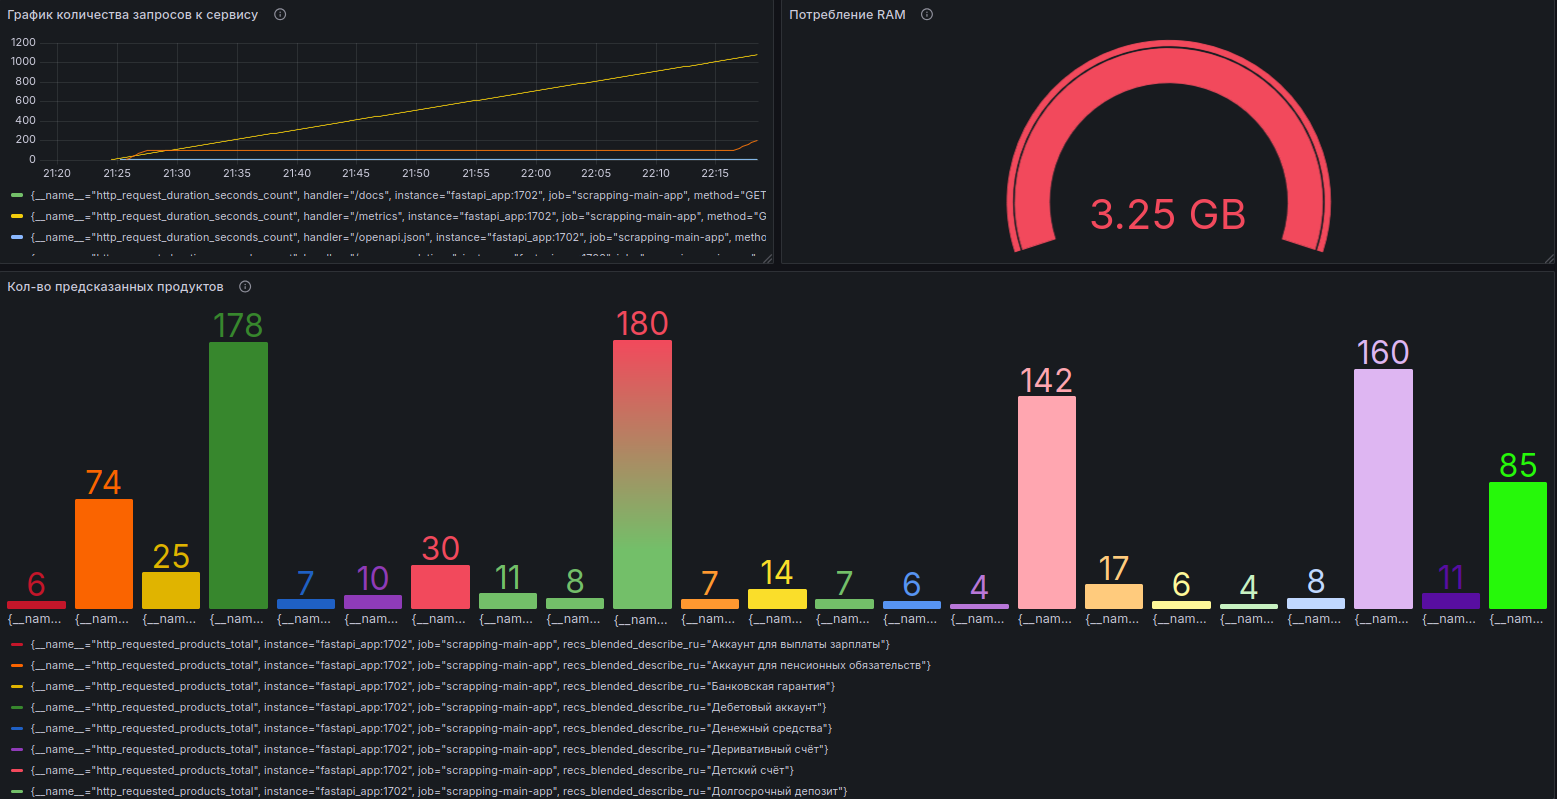 График количества запросов к сервису
1200
1000
800
600
400
200
0
21:20 21:25 21:30 21:35 21:40 21:45 21:50 21:55 22:00 22:05 22:10 22:15
{__name__="http_request_duration_seconds_count", handler="/docs", instance="fastapi_app:1702", job="scrapping-main-app", method="GET
{__name__="http_request_duration_seconds_count", handler="/metrics", instance="fastapi_app:1702", job="scrapping-main-app", method="G
{__name__="http_request_duration_seconds_count", handler="/openapi.json", instance="fastapi_app:1702", job="scrapping-main-app", metho
Потребление RAM
3.25 GB
Кол-во предсказанных продуктов
6 74 25 178 7 10 30 11 8 180 7 14 7 6 4 142 17 6 4 8 160 11 85
{__nam... {__nam... {__nam... {__nam... {__nam... {__nam... {__nam... {__nam... {__nam... {__nam... {__nam... {__nam... {__nam... {__nam... {__nam... {__nam... {__nam... {__nam... {__nam... {__nam... {__nam... {__nam... {__nam...
{__name__="http_requested_products_total", instance="fastapi_app:1702", job="scrapping-main-app", recs_blended_describe_ru="Аккаунт для выплаты зарплаты"}
{__name__="http_requested_products_total", instance="fastapi_app:1702", job="scrapping-main-app", recs_blended_describe_ru="Аккаунт для пенсионных обязательств"}
{__name__="http_requested_products_total", instance="fastapi_app:1702", job="scrapping-main-app", recs_blended_describe_ru="Банковская гарантия"}
{__name__="http_requested_products_total", instance="fastapi_app:1702", job="scrapping-main-app", recs_blended_describe_ru="Дебетовый аккаунт"}
{__name__="http_requested_products_total", instance="fastapi_app:1702", job="scrapping-main-app", recs_blended_describe_ru="Денежный средства"}
{__name__="http_requested_products_total", instance="fastapi_app:1702", job="scrapping-main-app", recs_blended_describe_ru="Деривативный счёт"}
{__name__="http_requested_products_total", instance="fastapi_app:1702", job="scrapping-main-app", recs_blended_describe_ru="Детский счёт"}
{__name__="http_requested_products_total", instance="fastapi_app:1702", job="scrapping-main-app", recs_blended_describe_ru="Долгосрочный депозит"}